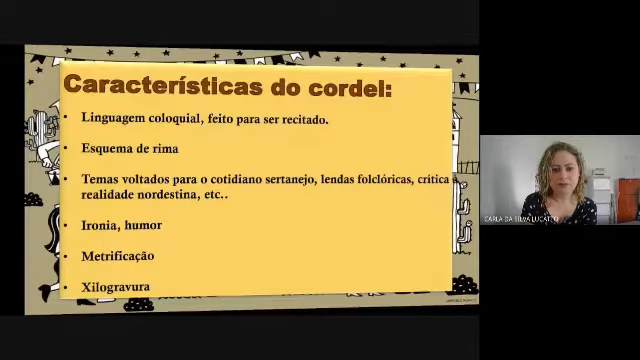 Características do cordel:
• Linguagem coloquial, feito para ser recitado.
• Esquema de rima
• Temas voltados para o cotidiano sertanejo, lendas folclóricas, crítica a
realidade nordestina, etc..
• Ironia, humor
• Metrificação
• Xilogravura
CARLA DA SILVA LUCATTO